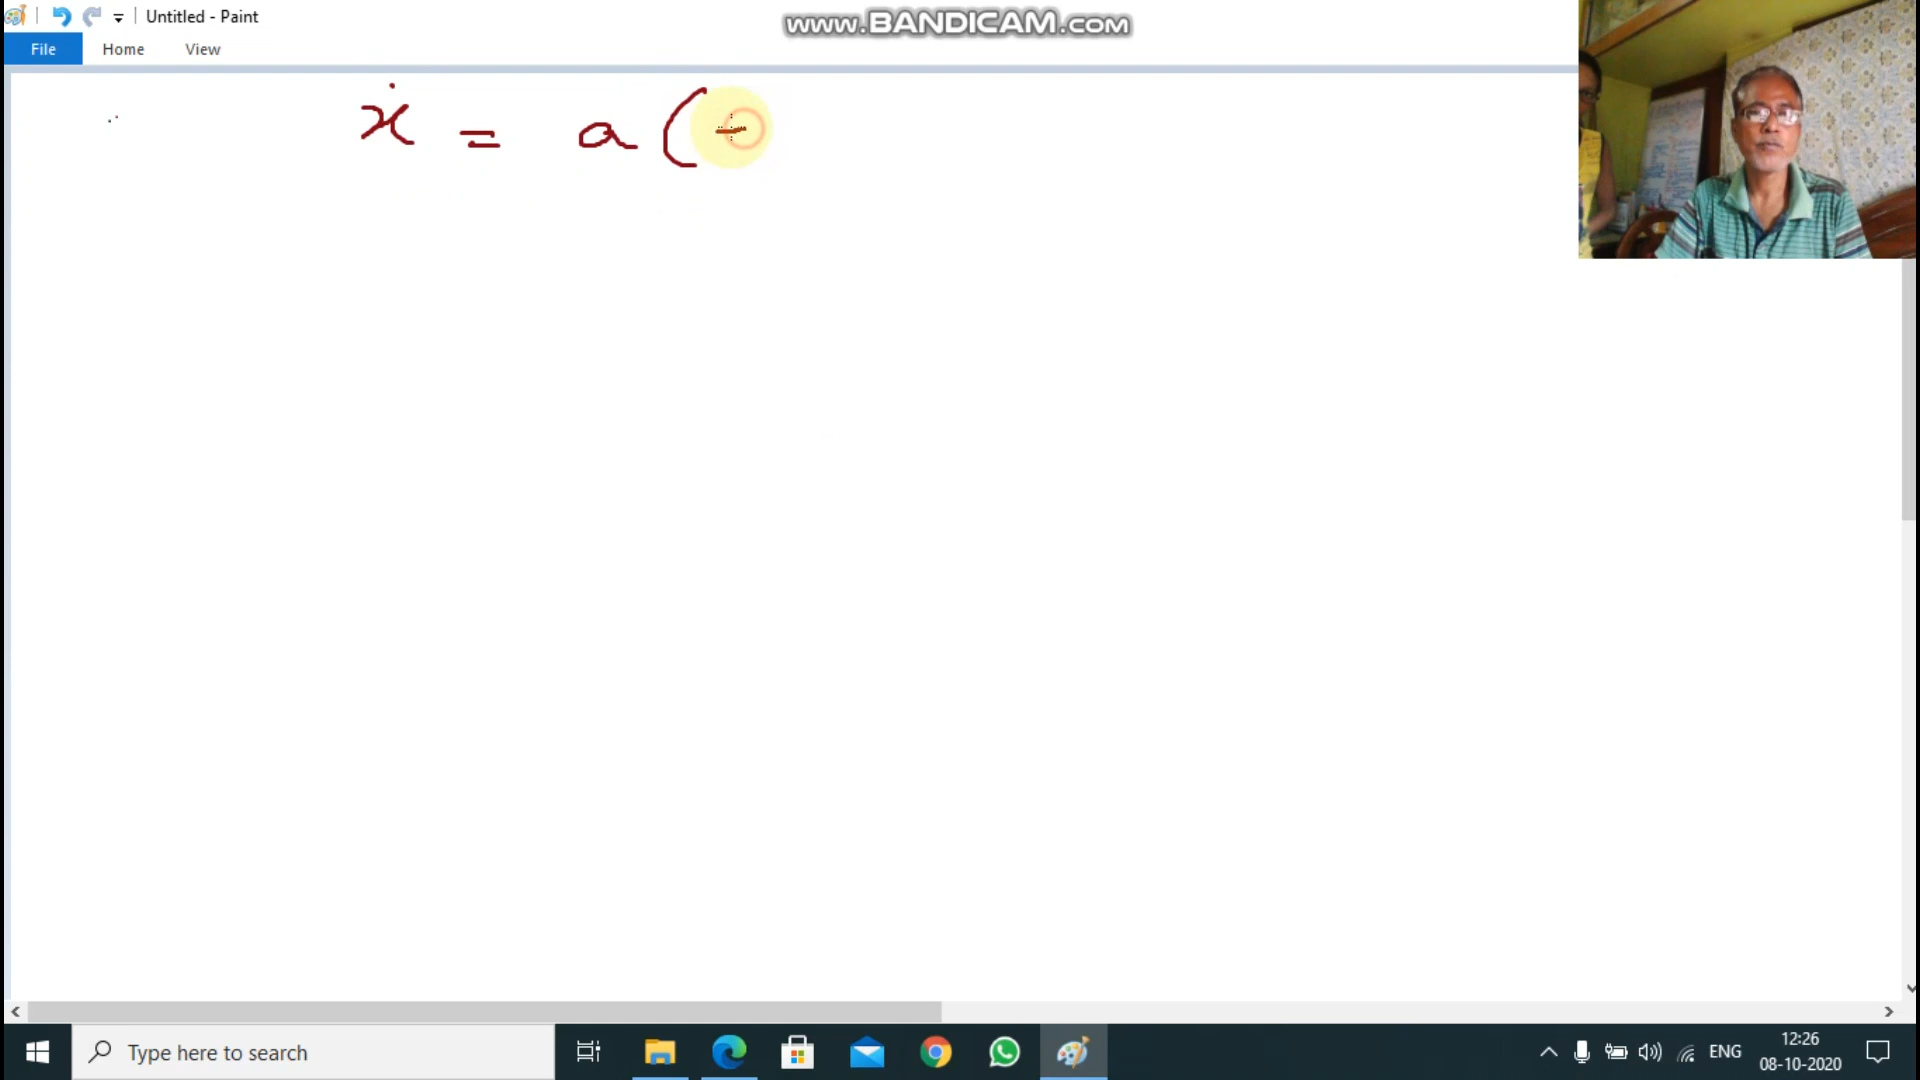 Untitled - Paint
www.BANDICAM.com
File Home View
ẋ = a ( -
Type here to search
ENG
12:26
08-10-2020